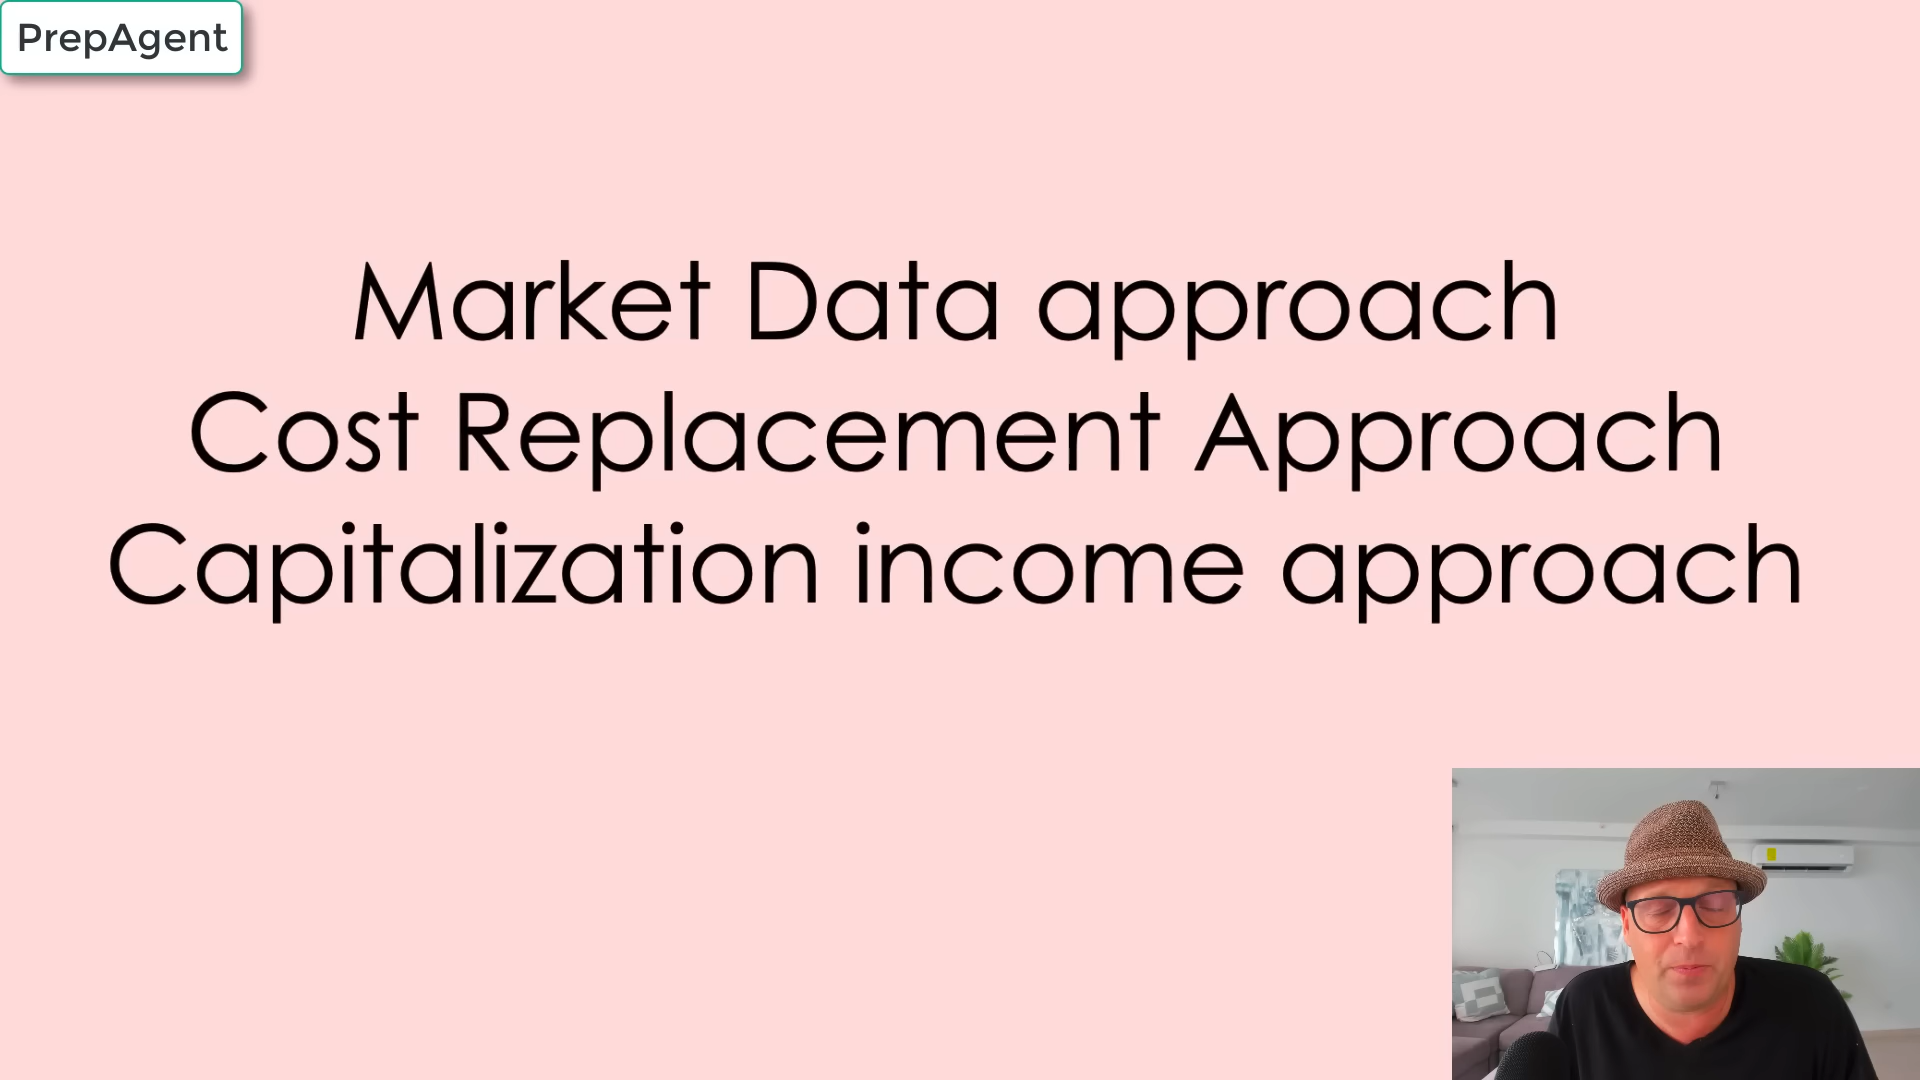 PrepAgent
Market Data approach
Cost Replacement Approach
Capitalization income approach